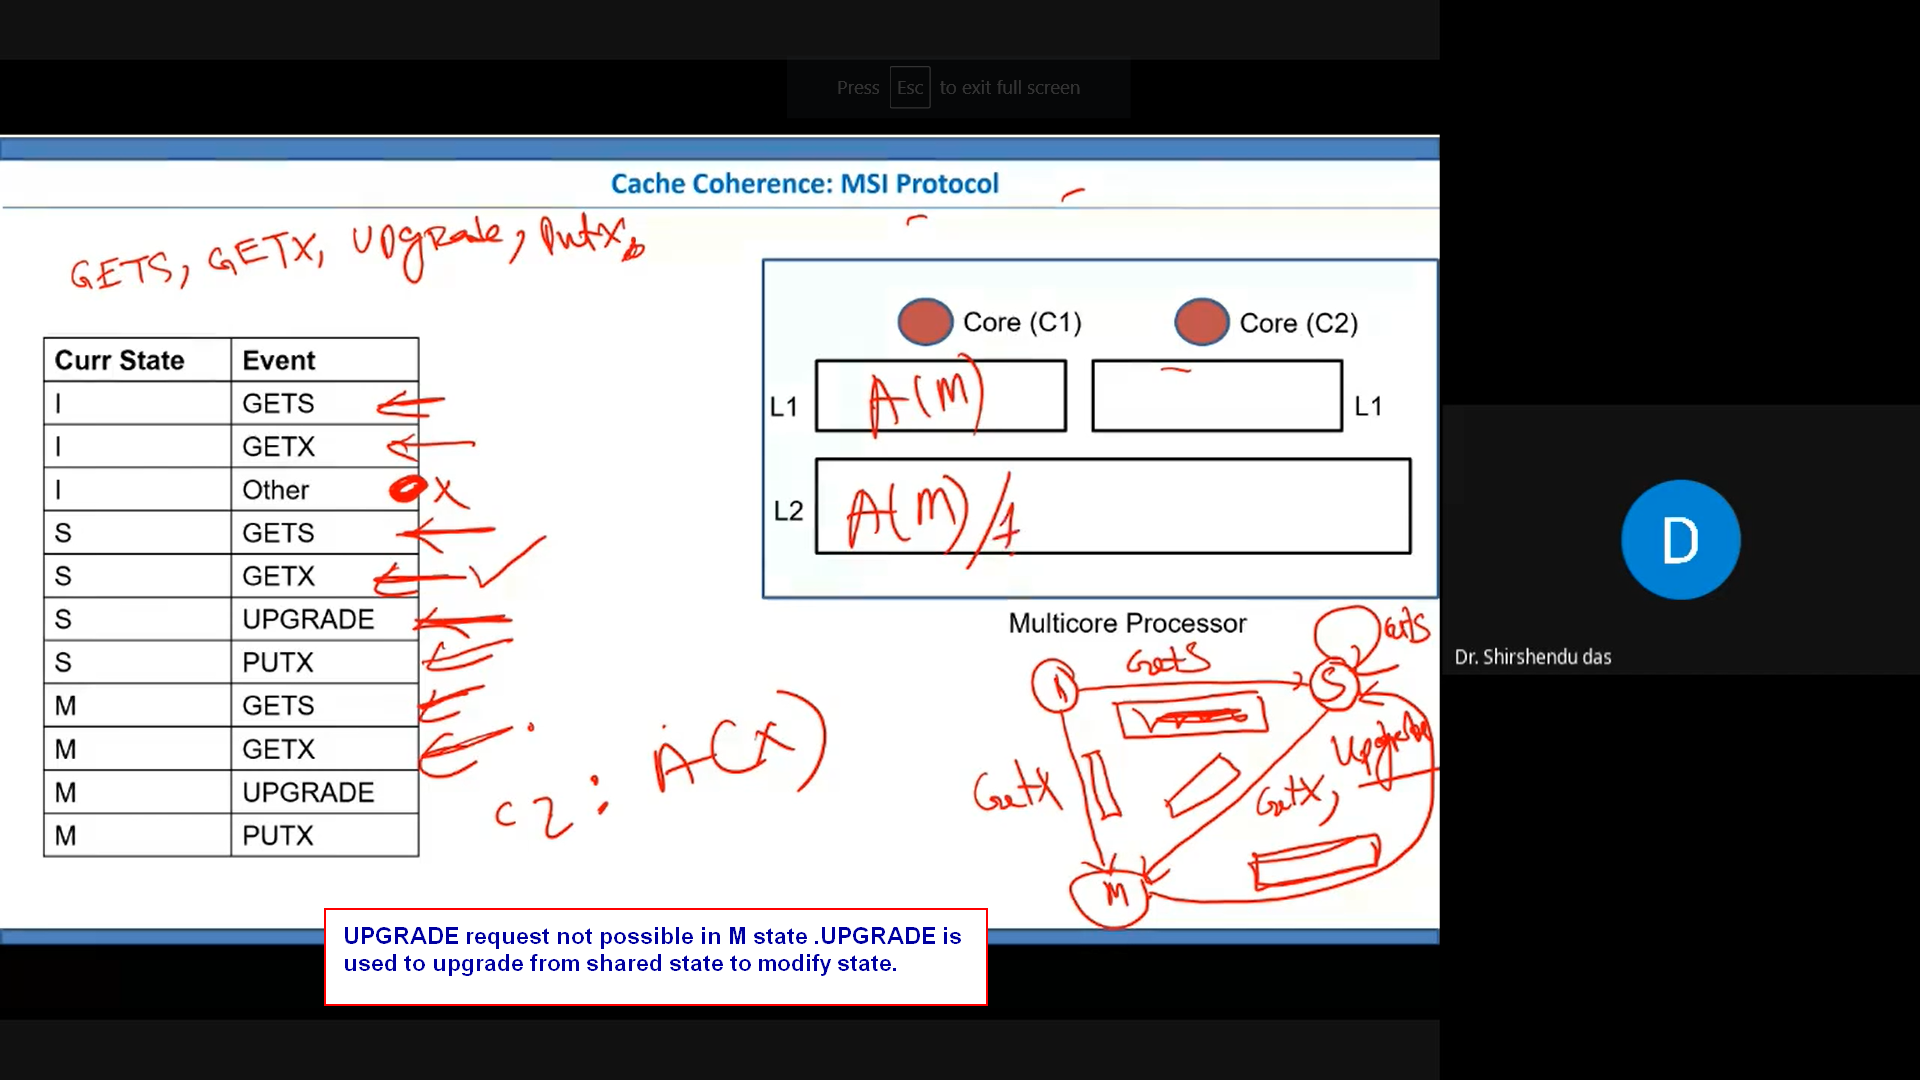 Press Esc to exit full screen
Cache Coherence: MSI Protocol
GETS, GETX, Upgrade, PutX
Curr State Event
I GETS
I GETX
I Other X
S GETS
S GETX
S UPGRADE
S PUTX
M GETS
M GETX
M UPGRADE
M PUTX
C2: A(X)
Core (C1) Core (C2)
L1 A(M) L1
L2 A(M)/1
Multicore Processor
GetS GetS
S
GetX GetX, Upgrade
M
UPGRADE request not possible in M state .UPGRADE is
used to upgrade from shared state to modify state.
D
Dr. Shirshendu das